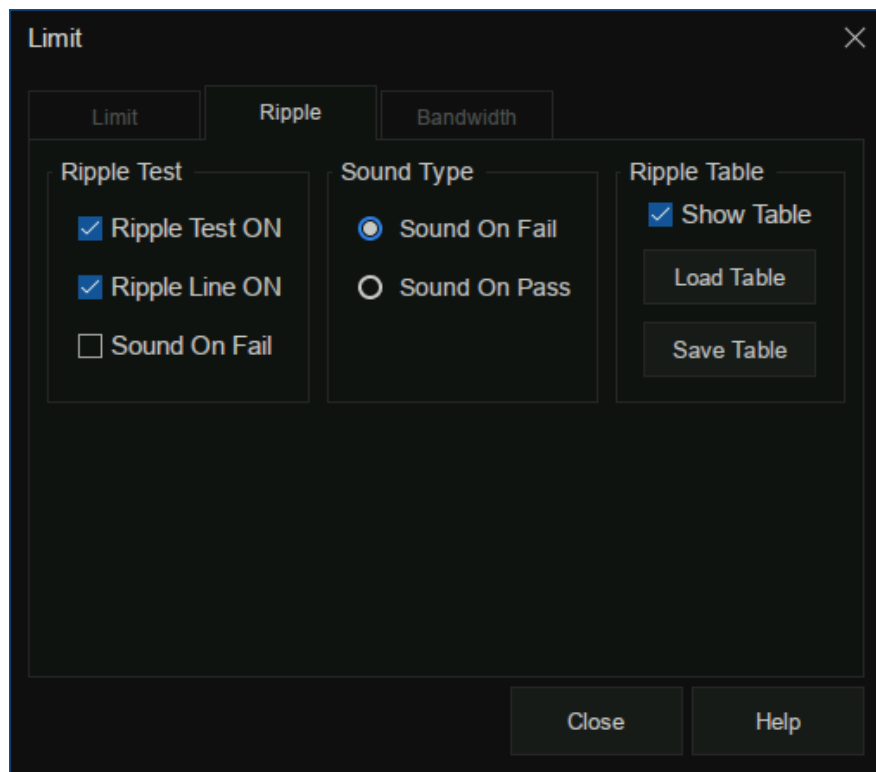 Limit
Limit
Ripple
Bandwidth
Ripple Test
Ripple Test ON
Ripple Line ON
Sound On Fail
Sound Type
Sound On Fail
Sound On Pass
Ripple Table
Show Table
Load Table
Save Table
Close
Help